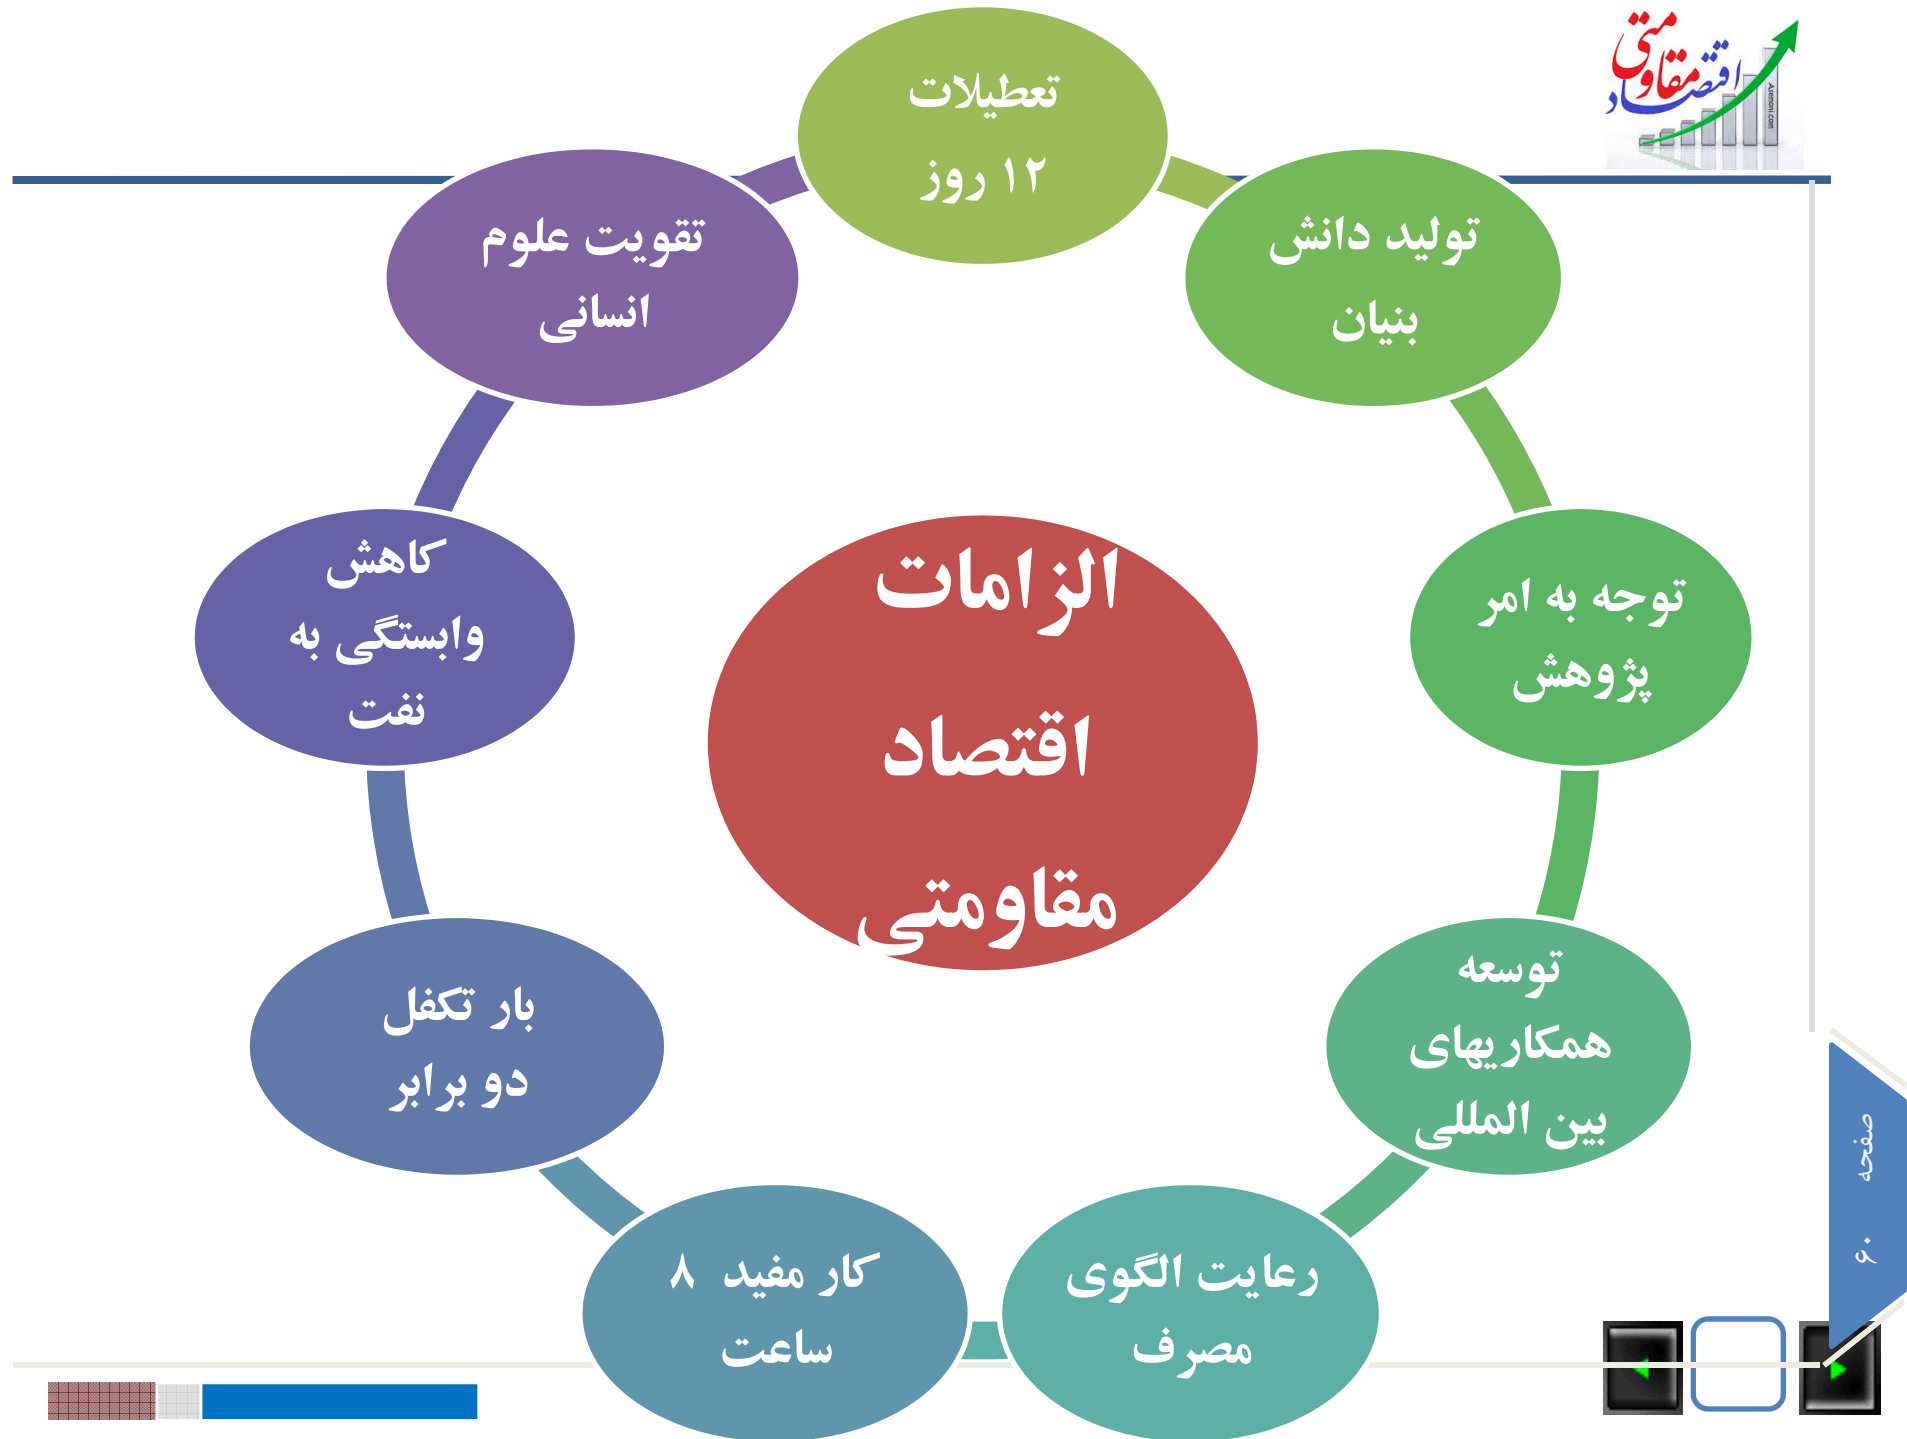 اقتصاد مقاومتی
Asemoni.com
تعطیلات
۱۲ روز
تولید دانش
بنیان
توجه به امر
پژوهش
توسعه
همکاریهای
بین المللی
رعایت الگوی
مصرف
کار مفید ۸
ساعت
بار تکفل
دو برابر
کاهش
وابستگی به
نفت
تقویت علوم
انسانی
الزامات
اقتصاد
مقاومتی
صفحه ۶۰